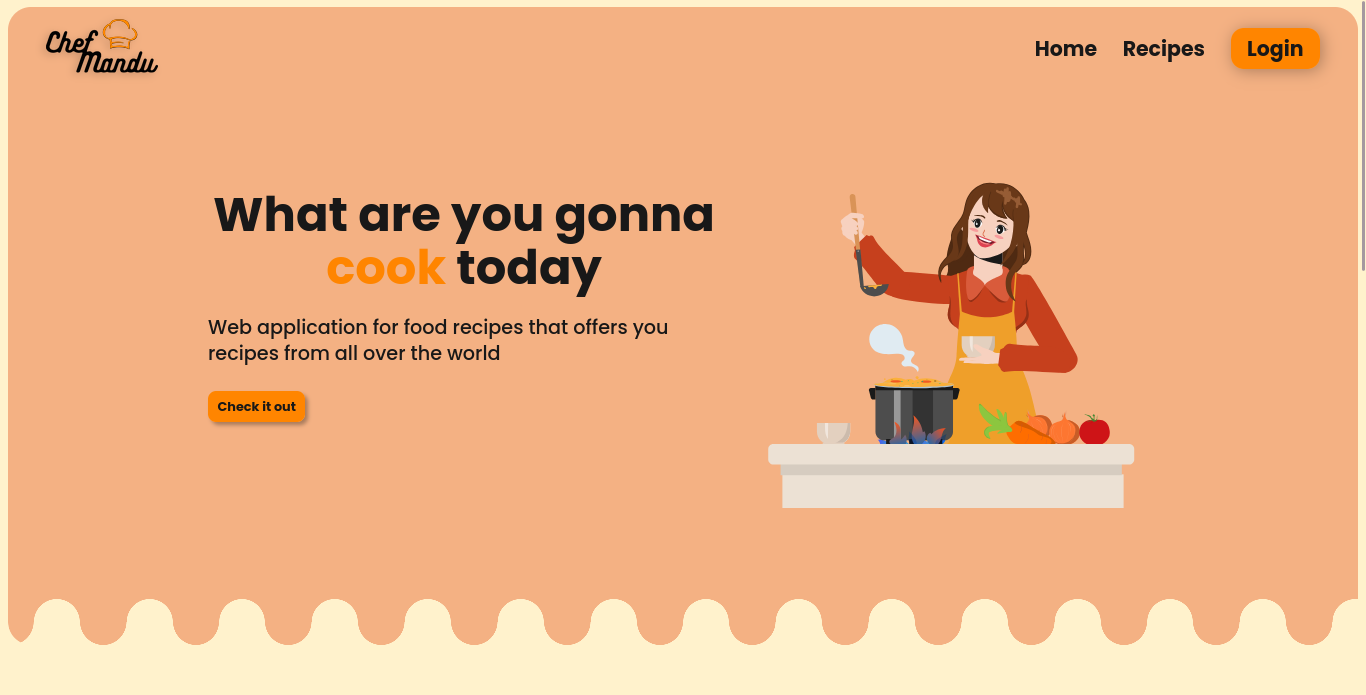 Chef
Mandu
Home Recipes Login
What are you gonna
cook today
Web application for food recipes that offers you
recipes from all over the world
Check it out